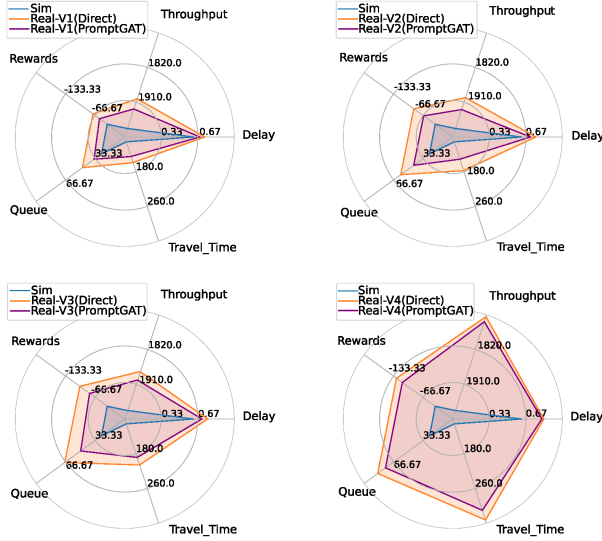 Sim
Real-V1(Direct)
Real-V1(PromptGAT)
Throughput
Rewards
-133.33
1820.0
-66.67
1910.0
0.33
0.67
Delay
33.33
66.67
180.0
Queue
260.0
Travel_Time
Sim
Real-V2(Direct)
Real-V2(PromptGAT)
Throughput
Rewards
-133.33
1820.0
-66.67
1910.0
0.33
0.67
Delay
33.33
66.67
180.0
Queue
260.0
Travel_Time
Sim
Real-V3(Direct)
Real-V3(PromptGAT)
Throughput
Rewards
-133.33
1820.0
-66.67
1910.0
0.33
0.67
Delay
33.33
66.67
180.0
Queue
260.0
Travel_Time
Sim
Real-V4(Direct)
Real-V4(PromptGAT)
Throughput
Rewards
-133.33
1820.0
-66.67
1910.0
0.33
0.67
Delay
33.33
66.67
180.0
Queue
260.0
Travel_Time